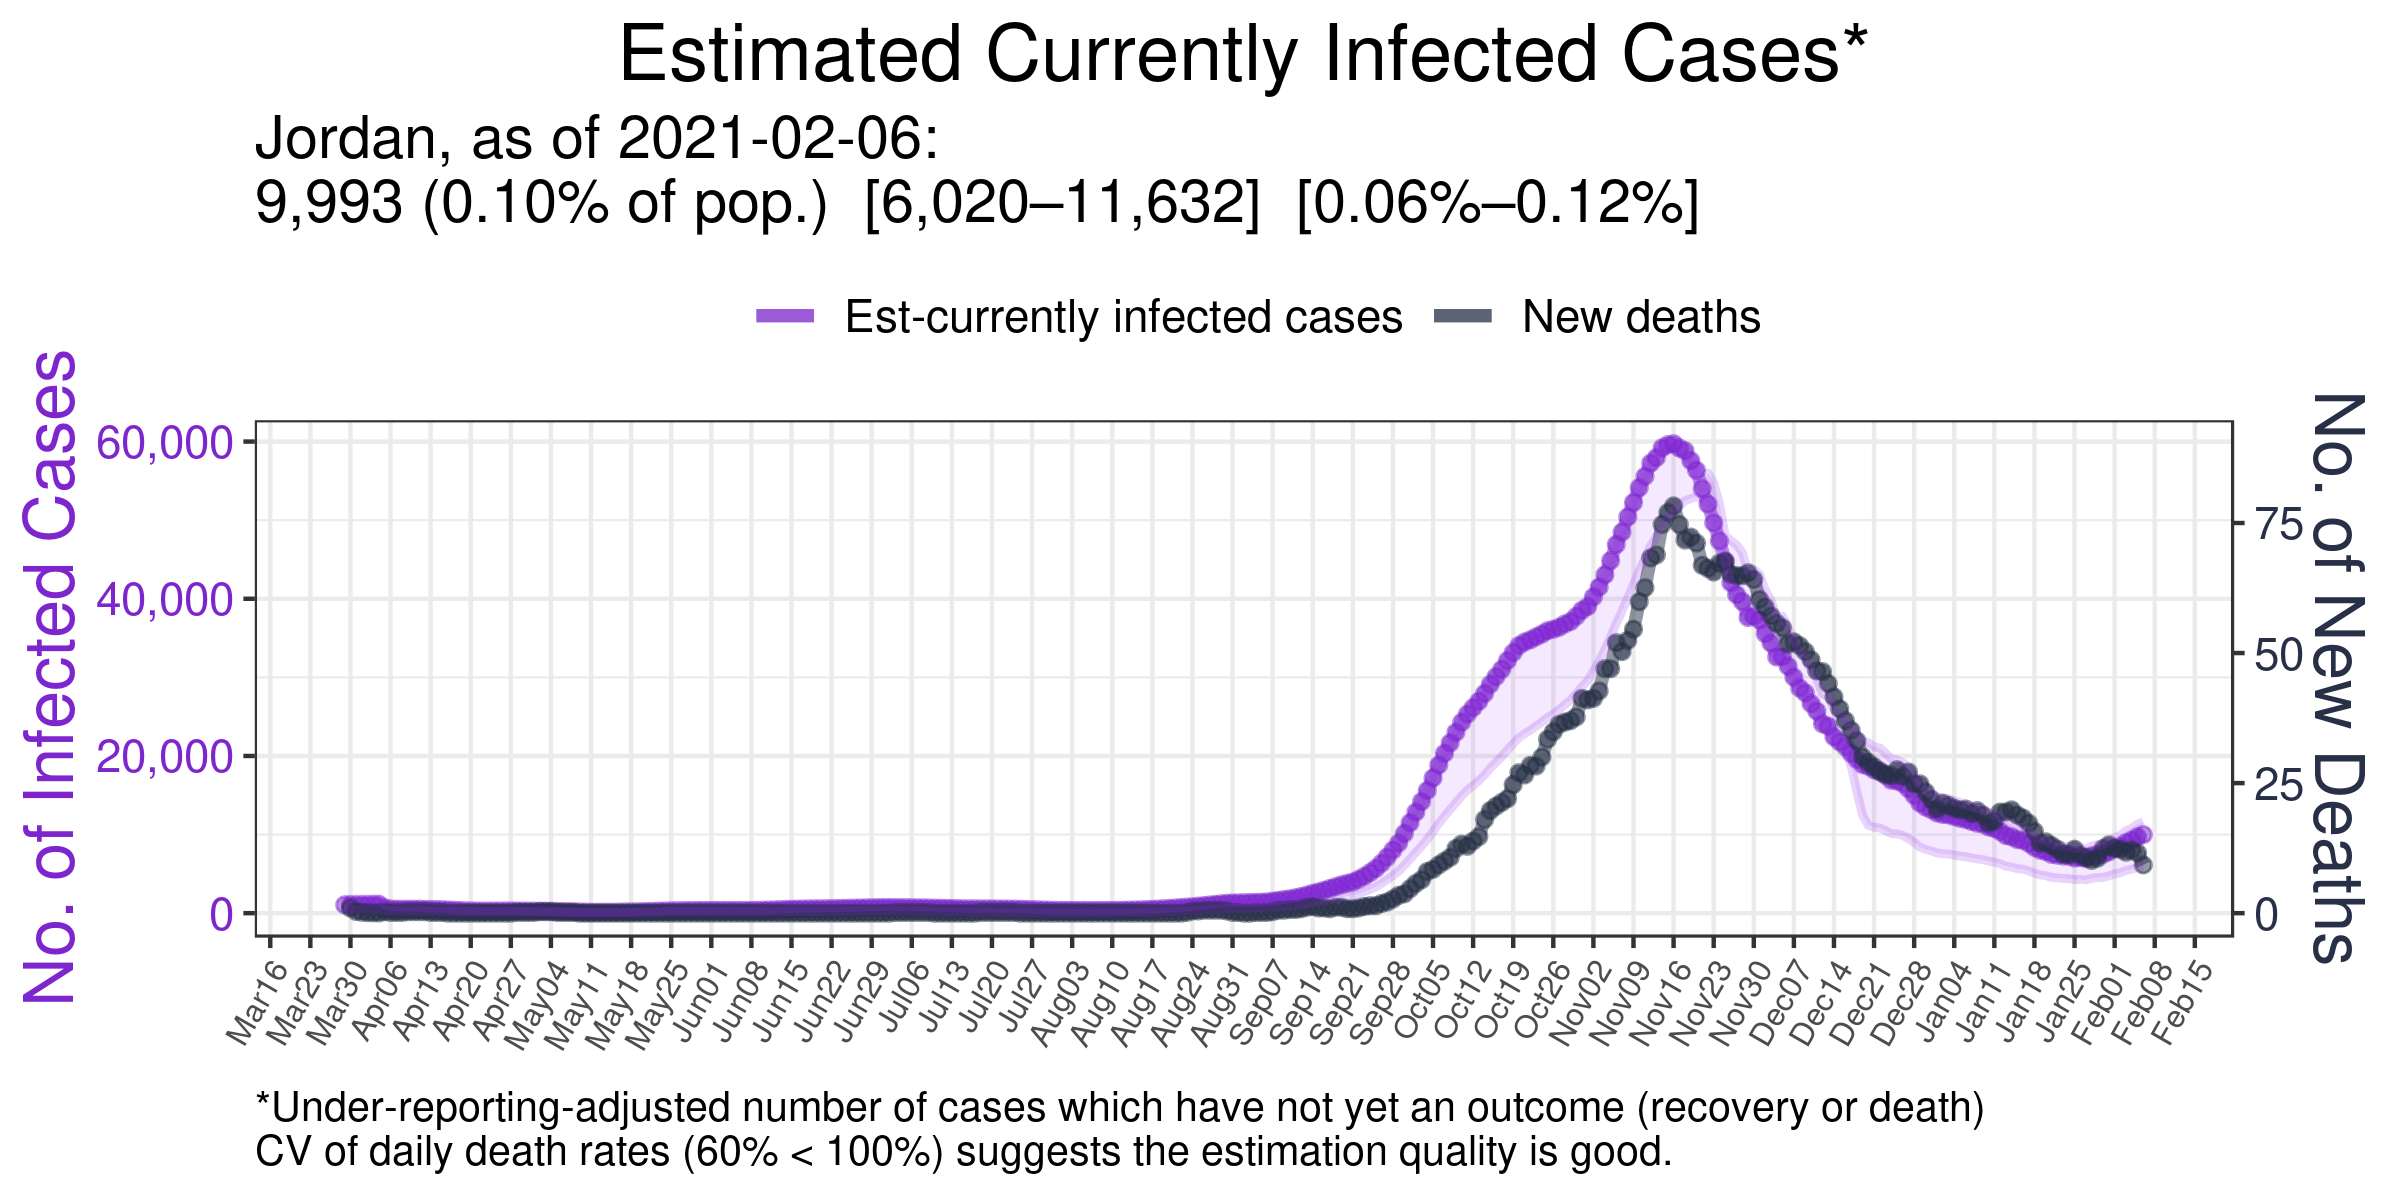 Estimated Currently Infected Cases*
Jordan, as of 2021-02-06:
9,993 (0.10% of pop.) [6,020–11,632] [0.06%–0.12%]
Est-currently infected cases
New deaths
No. of Infected Cases
60,000
40,000
20,000
0
No. of New Deaths
75
50
25
0
Mar16
Mar23
Mar30
Apr06
Apr13
Apr20
Apr27
May04
May11
May18
May25
Jun01
Jun08
Jun15
Jun22
Jun29
Jul06
Jul13
Jul20
Jul27
Aug03
Aug10
Aug17
Aug24
Aug31
Sep07
Sep14
Sep21
Sep28
Oct05
Oct12
Oct19
Oct26
Nov02
Nov09
Nov16
Nov23
Nov30
Dec07
Dec14
Dec21
Dec28
Jan04
Jan11
Jan18
Jan25
Feb01
Feb08
Feb15
*Under-reporting-adjusted number of cases which have not yet an outcome (recovery or death)
CV of daily death rates (60% < 100%) suggests the estimation quality is good.